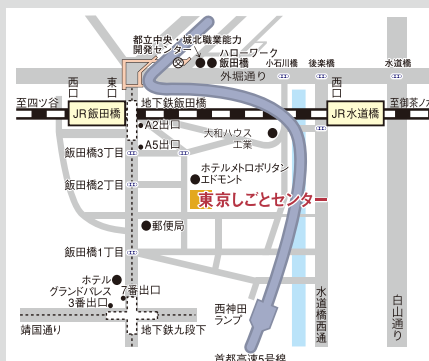 都立中央・城北職業能力
開発センター
ハローワーク
飯田橋
小石川橋
後楽橋
水道橋
外堀通り
西口
東口
西口
至四ツ谷
JR飯田橋
地下鉄飯田橋
JR水道橋
至御茶ノ水
A2出口
大和ハウス
工業
A5出口
飯田橋3丁目
ホテルメトロポリタン
エドモント
飯田橋2丁目
東京しごとセンター
郵便局
飯田橋1丁目
ホテル
グランドパレス
7番出口
3番出口
西神田
ランプ
水道橋西通
白山通り
靖国通り
地下鉄九段下
首都高速5号線